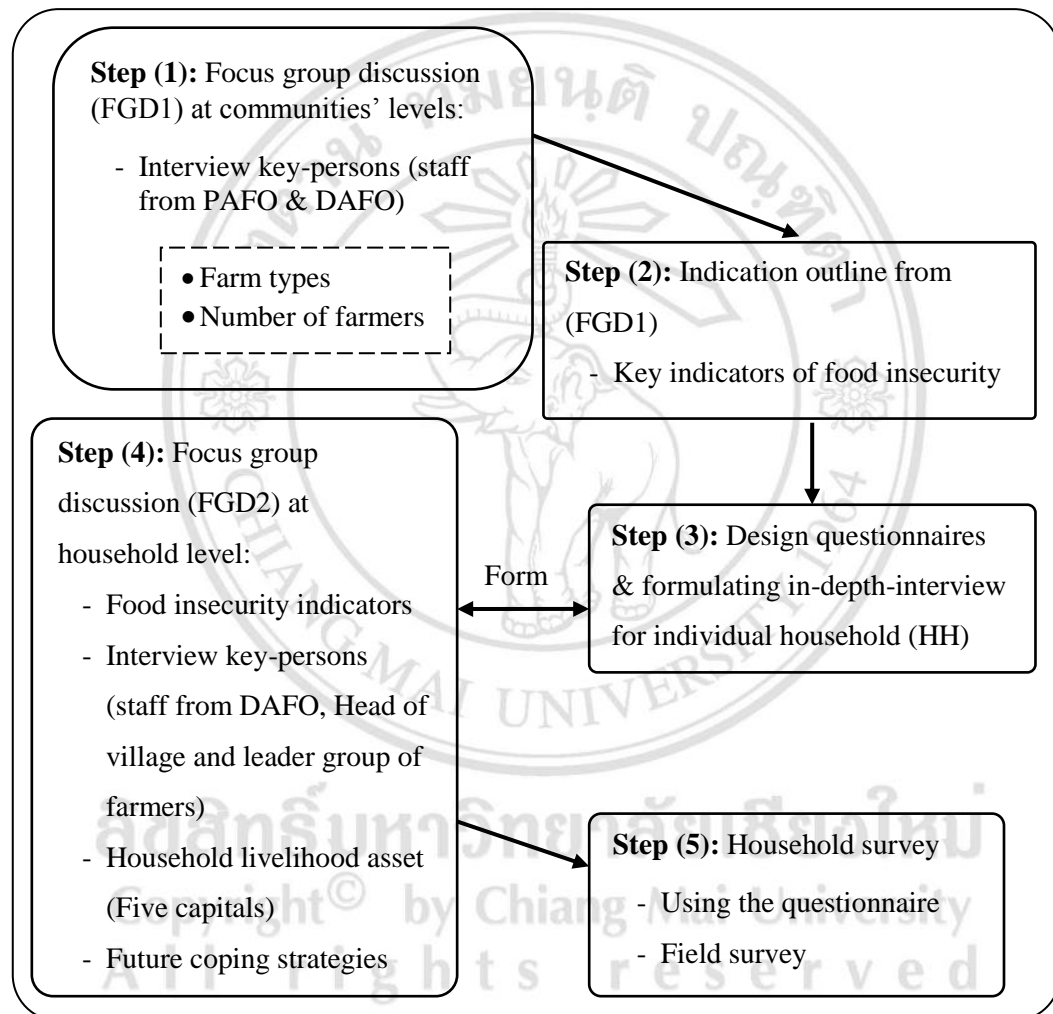 Step (1): Focus group discussion
(FGD1) at communities’ levels:
- Interview key-persons (staff
from PAFO & DAFO)
• Farm types
• Number of farmers
Step (2): Indication outline from
(FGD1)
- Key indicators of food insecurity
Step (3): Design questionnaires
& formulating in-depth-interview
for individual household (HH)
Form
Step (4): Focus group
discussion (FGD2) at
household level:
- Food insecurity indicators
- Interview key-persons
(staff from DAFO, Head of
village and leader group of
farmers)
- Household livelihood asset
(Five capitals)
- Future coping strategies
Step (5): Household survey
- Using the questionnaire
- Field survey
CHIANG MAI UNIVERSITY 1964
ลิขสิทธิ์มหาวิทยาลัยเชียงใหม่
Copyright© by Chiang Mai University
All rights reserved